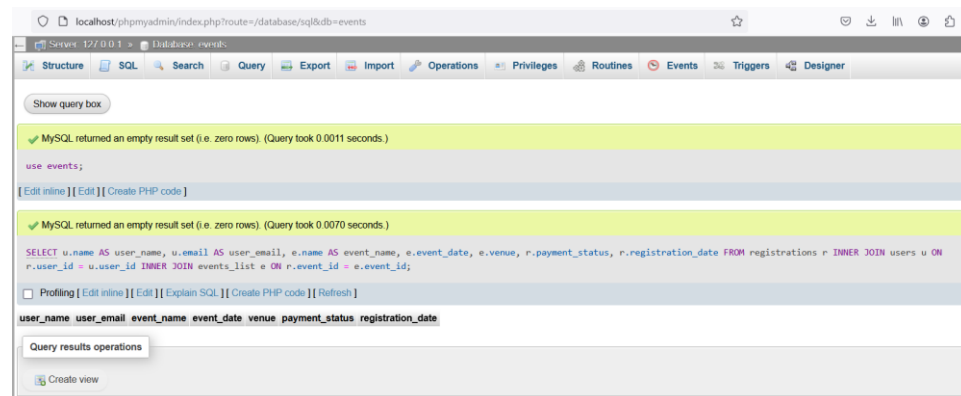 localhost/phpmyadmin/index.php?route=/database/sql&db=events
Server: 127.0.0.1 » Database: events
Structure SQL Search Query Export Import Operations Privileges Routines Events Triggers Designer
Show query box
MySQL returned an empty result set (i.e. zero rows). (Query took 0.0011 seconds.)
use events;
[ Edit inline ] [ Edit ] [ Create PHP code ]
MySQL returned an empty result set (i.e. zero rows). (Query took 0.0070 seconds.)
SELECT u.name AS user_name, u.email AS user_email, e.name AS event_name, e.event_date, e.venue, r.payment_status, r.registration_date FROM registrations r INNER JOIN users u ON
r.user_id = u.user_id INNER JOIN events_list e ON r.event_id = e.event_id;
Profiling [ Edit inline ] [ Edit ] [ Explain SQL ] [ Create PHP code ] [ Refresh ]
user_name user_email event_name event_date venue payment_status registration_date
Query results operations
Create view